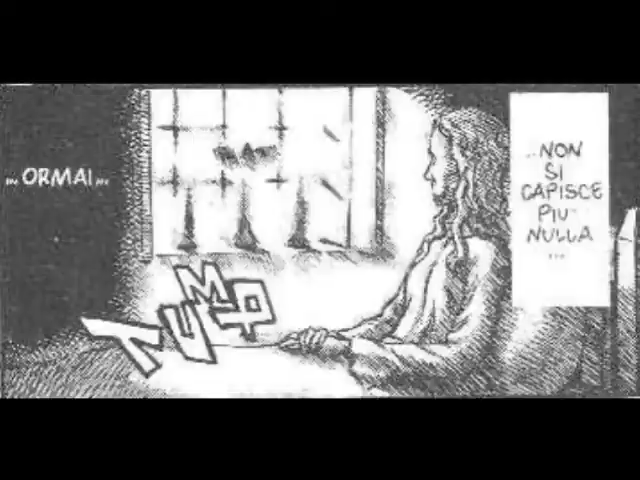 ... ORMAI ...
TUMP
...NON
SI
CAPISCE
PIU'
NULLA
...